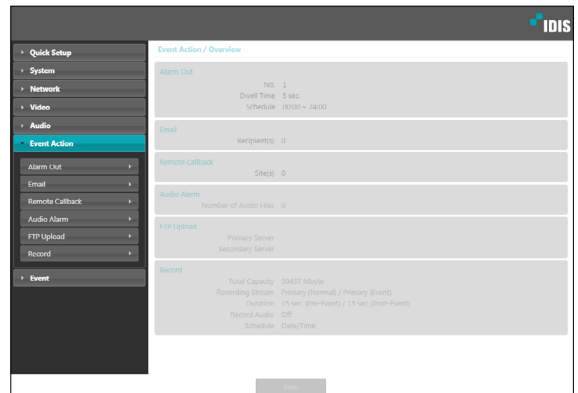 IDIS
Quick Setup
System
Network
Video
Audio
Event Action
Alarm Out
Email
Remote Callback
Audio Alarm
FTP Upload
Record
Event
Event Action / Overview
Alarm Out
No. 1
Dwell Time 5 sec.
Schedule 00:00 ~ 24:00
Email
Recipient(s) 0
Remote Callback
Site(s) 0
Audio Alarm
Number of Audio Files 0
FTP Upload
Primary Server
Secondary Server
Record
Total Capacity 30437 Mbyte
Recording Stream Primary (Normal) / Primary (Event)
Duration 15 sec. (Pre-Event) / 15 sec. (Post-Event)
Record Audio Off
Schedule Date/Time
Save